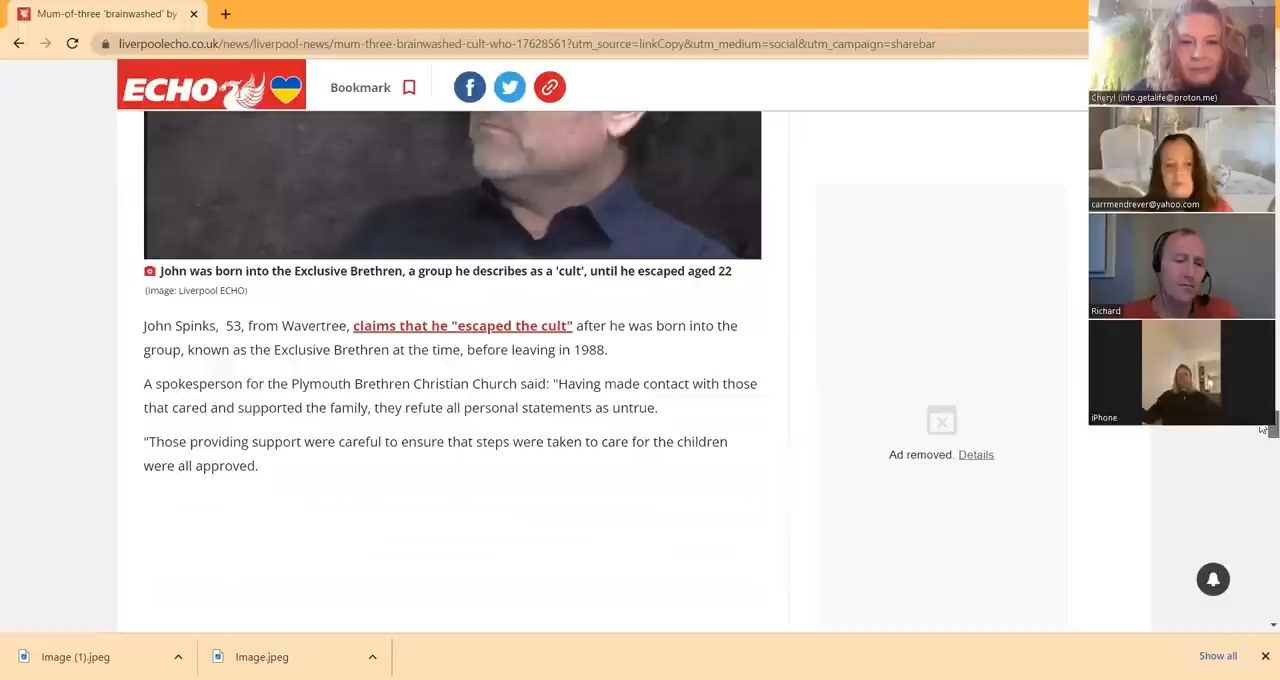 Mum-of-three 'brainwashed' by
liverpoolecho.co.uk/news/liverpool-news/mum-three-brainwashed-cult-who-17628561?utm_source=linkCopy&utm_medium=social&utm_campaign=sharebar
ECHO
Bookmark
Cheryl (info.getalife@proton.me)
carrmendrever@yahoo.com
Richard
iPhone
John was born into the Exclusive Brethren, a group he describes as a 'cult', until he escaped aged 22
(Image: Liverpool ECHO)
John Spinks, 53, from Wavertree, claims that he "escaped the cult" after he was born into the
group, known as the Exclusive Brethren at the time, before leaving in 1988.
A spokesperson for the Plymouth Brethren Christian Church said: "Having made contact with those
that cared and supported the family, they refute all personal statements as untrue.
"Those providing support were careful to ensure that steps were taken to care for the children
were all approved.
Ad removed. Details
Image (1).jpeg
Image.jpeg
Show all